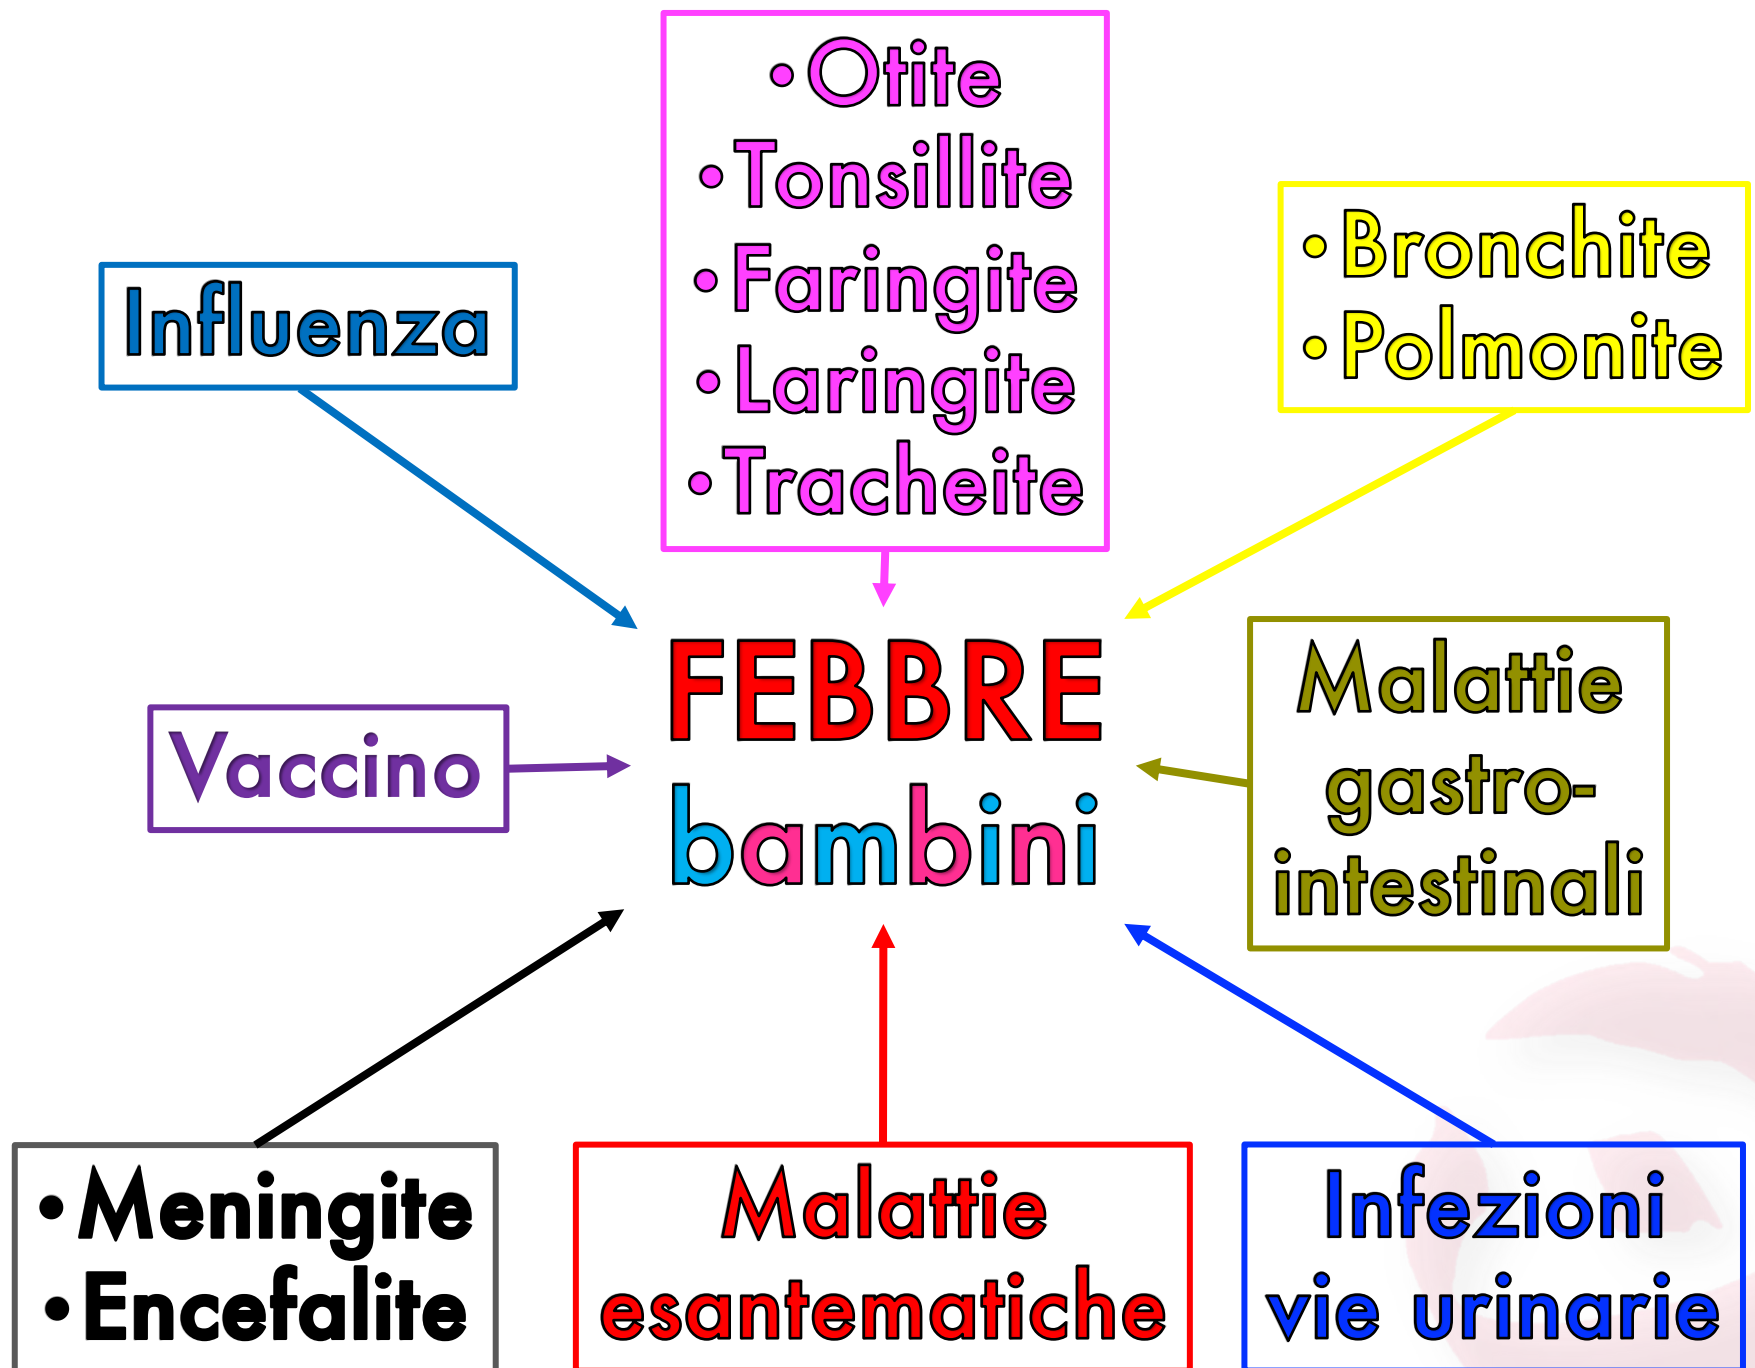 • Otite
• Tonsillite
• Faringite
• Laringite
• Tracheite
• Bronchite
• Polmonite
Influenza
FEBBRE
bambini
Vaccino
Malattie
gastro-
intestinali
• Meningite
• Encefalite
Malattie
esantematiche
Infezioni
vie urinarie